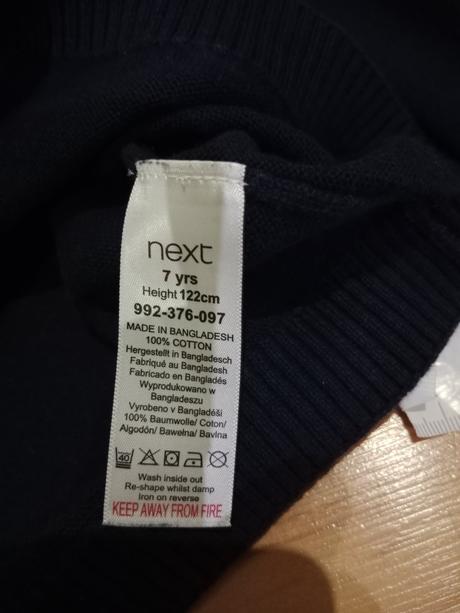 next
7 yrs
Height 122cm
992-376-097
MADE IN BANGLADESH
100% COTTON
Hergestellt in Bangladesch
Fabriqué au Bangladesh
Fabricado en Bangladés
Wyprodukowano w
Bangladeszu
Vyrobeno v Bangladéši
100% Baumwolle/ Coton/
Algodón/ Bawełna/ Bavlna
40
Wash inside out
Re-shape whilst damp
Iron on reverse
KEEP AWAY FROM FIRE